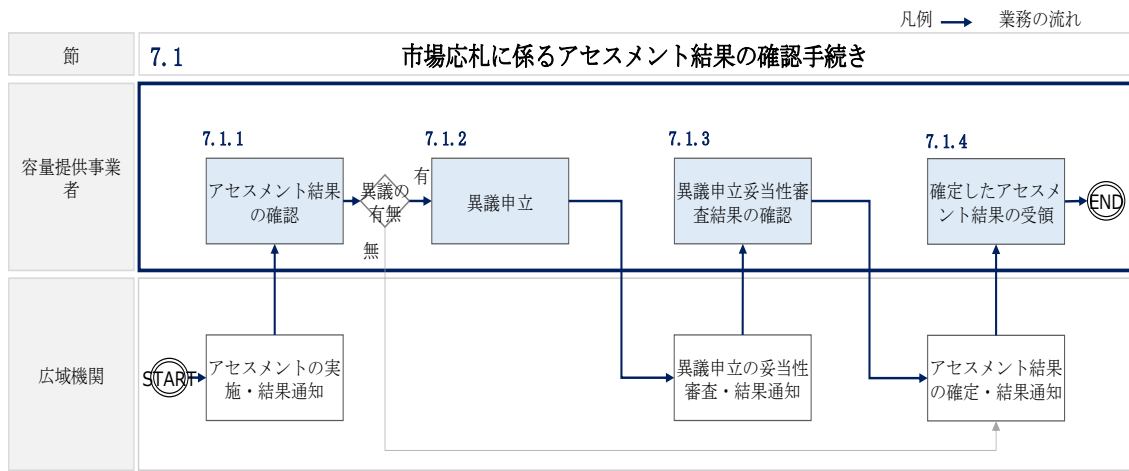 凡例
業務の流れ
節
7.1
市場応札に係るアセスメント結果の確認手続き
容量提供事業
者
7.1.1
アセスメント結果
の確認
異議の
有無
有
無
7.1.2
異議申立
7.1.3
異議申立妥当性審
査結果の確認
7.1.4
確定したアセスメ
ント結果の受領
END
広域機関
START
アセスメントの実
施・結果通知
異議申立の妥当性
審査・結果通知
アセスメント結果
の確定・結果通知